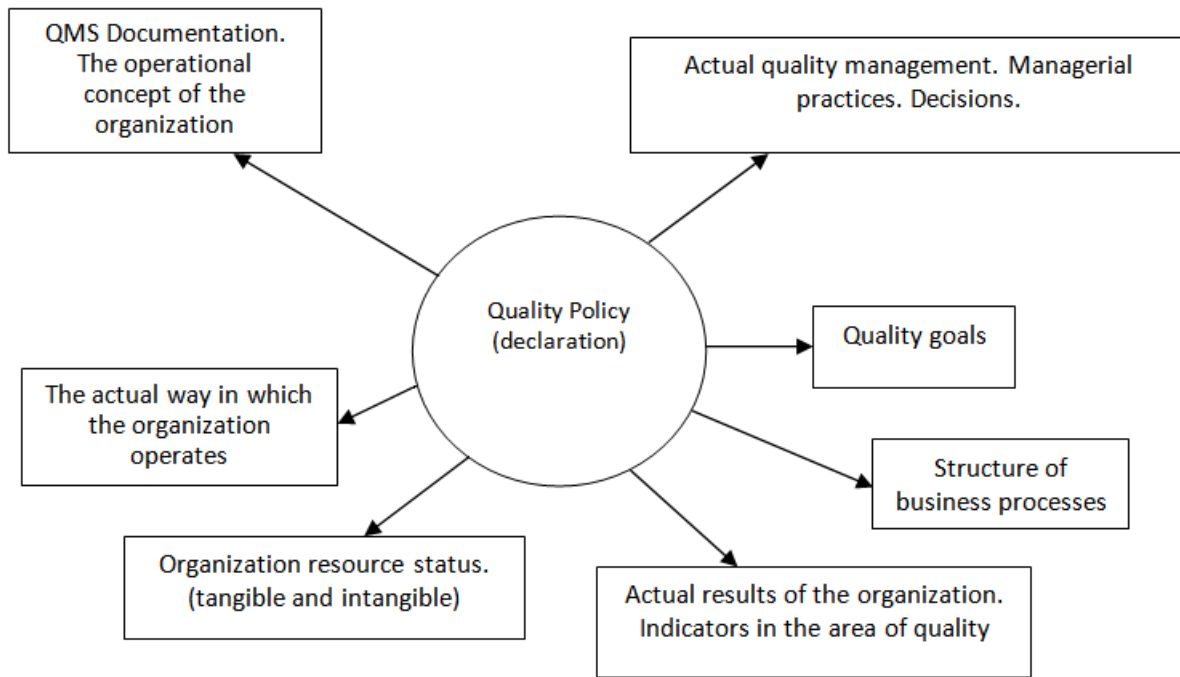 QMS Documentation.
The operational
concept of the
organization
Actual quality management. Managerial
practices. Decisions.
Quality Policy
(declaration)
Quality goals
The actual way in which
the organization
operates
Structure of
business processes
Organization resource status.
(tangible and intangible)
Actual results of the organization.
Indicators in the area of quality